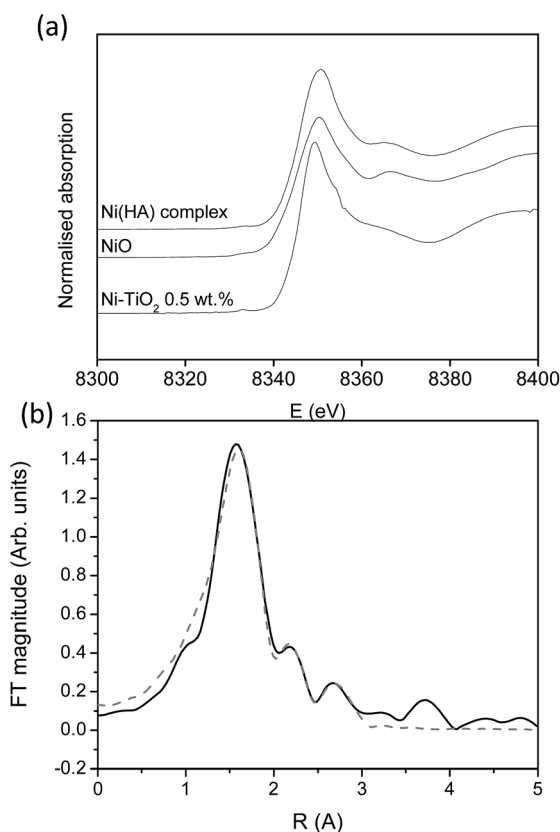 (a)
Normalised absorption
Ni(HA) complex
NiO
Ni-TiO2 0.5 wt.%
8300 8320 8340 8360 8380 8400
E (eV)
(b)
FT magnitude (Arb. units)
1.6
1.4
1.2
1.0
0.8
0.6
0.4
0.2
0.0
-0.2
0 1 2 3 4 5
R (A)